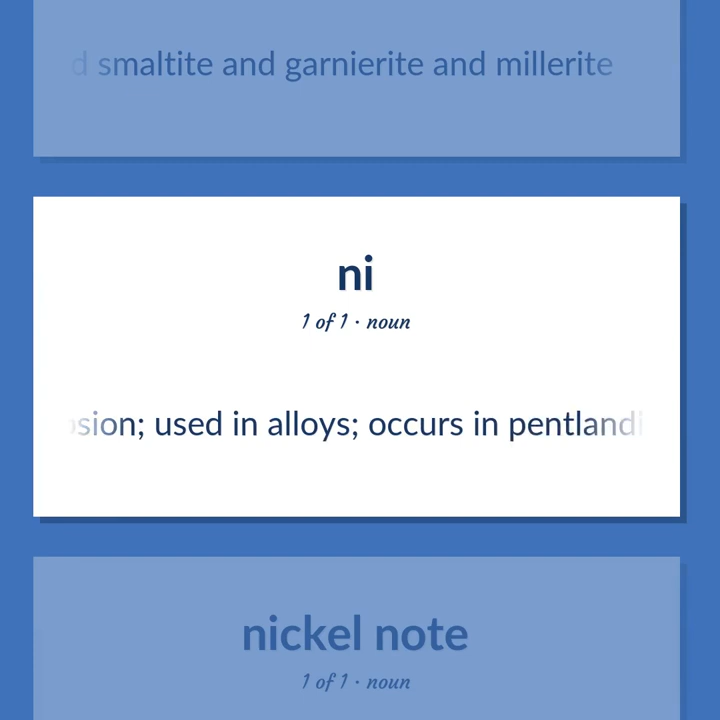 smaltite and garnierite and millerite
ni
1 of 1 · noun
used in alloys; occurs in
nickel note
1 of 1 · noun